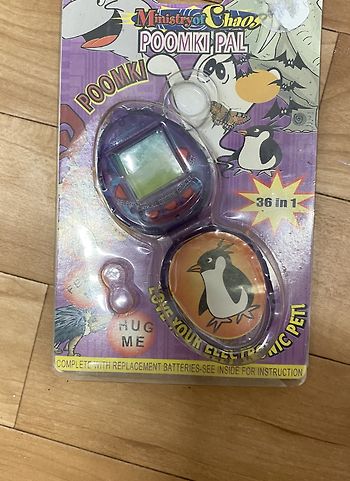 Ministry of Chaos
POOMKI PAL
POOMKI
36 in 1
HUG
ME
LOVE YOUR ELECTRONIC PET!
COMPLETE WITH REPLACEMENT BATTERIES-SEE INSIDE FOR INSTRUCTION